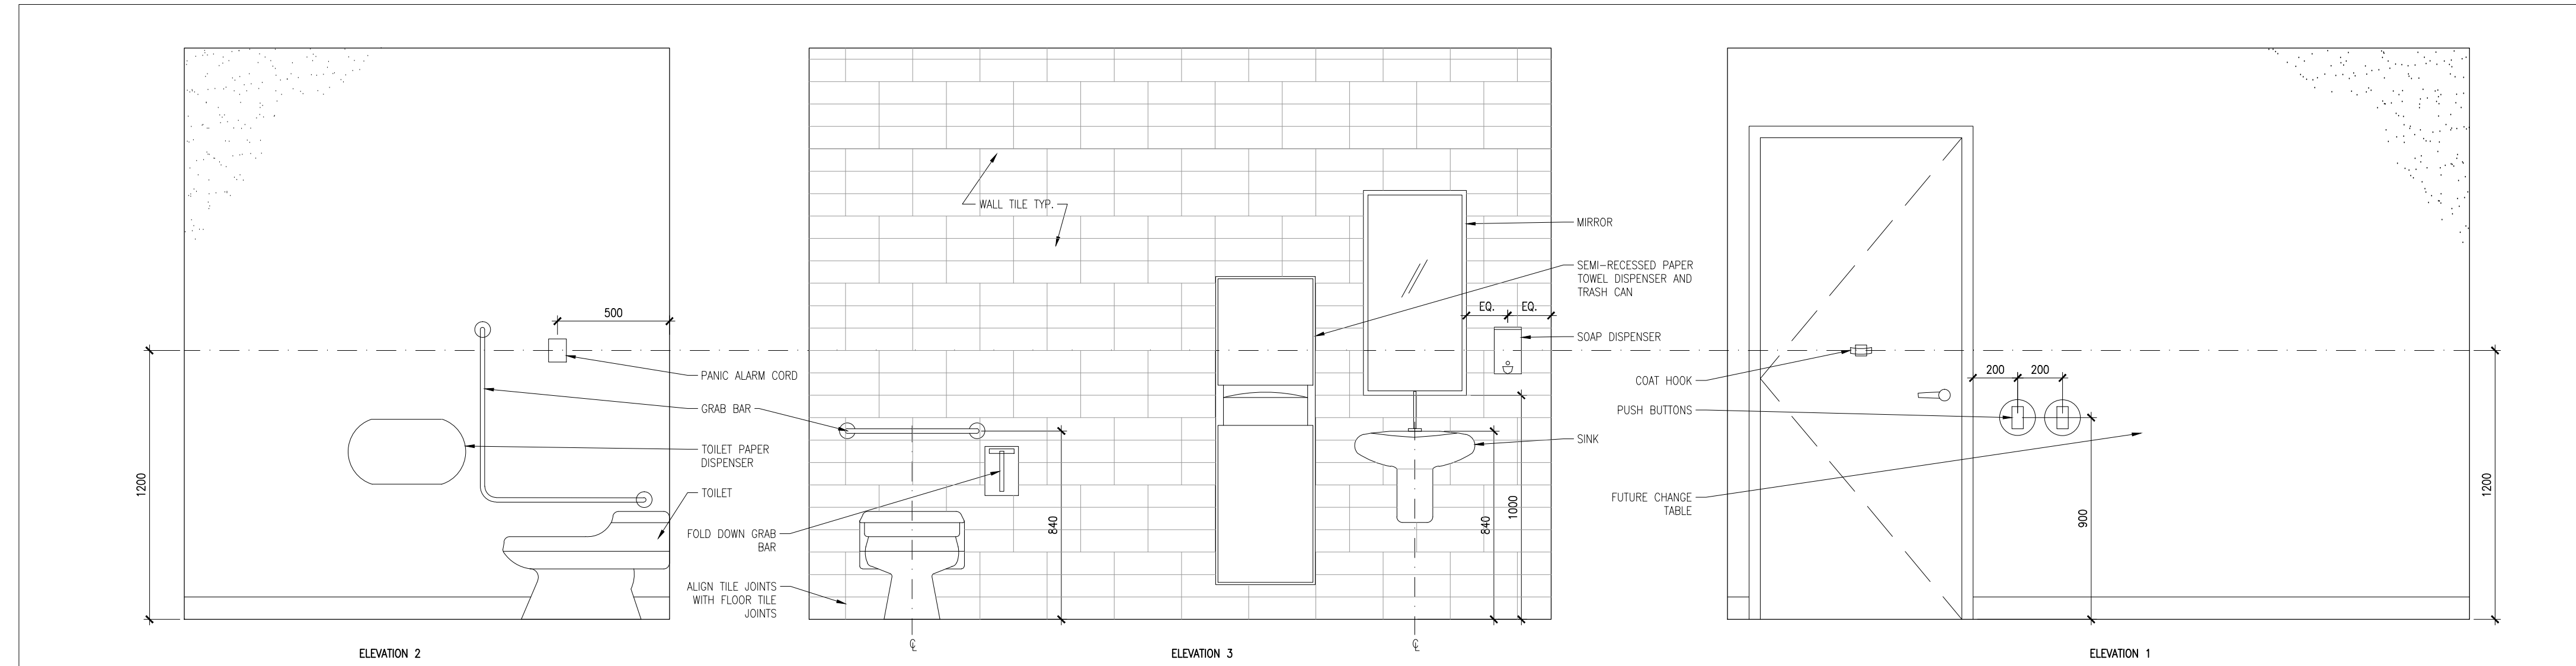 500
1200
PANIC ALARM CORD
GRAB BAR
TOILET PAPER
DISPENSER
TOILET
FOLD DOWN GRAB
BAR
ALIGN TILE JOINTS
WITH FLOOR TILE
JOINTS
ELEVATION 2
WALL TILE TYP.
840
EQ.
EQ.
840
1000
℄
℄
ELEVATION 3
MIRROR
SEMI-RECESSED PAPER
TOWEL DISPENSER AND
TRASH CAN
SOAP DISPENSER
SINK
COAT HOOK
PUSH BUTTONS
FUTURE CHANGE
TABLE
200
200
900
1200
ELEVATION 1